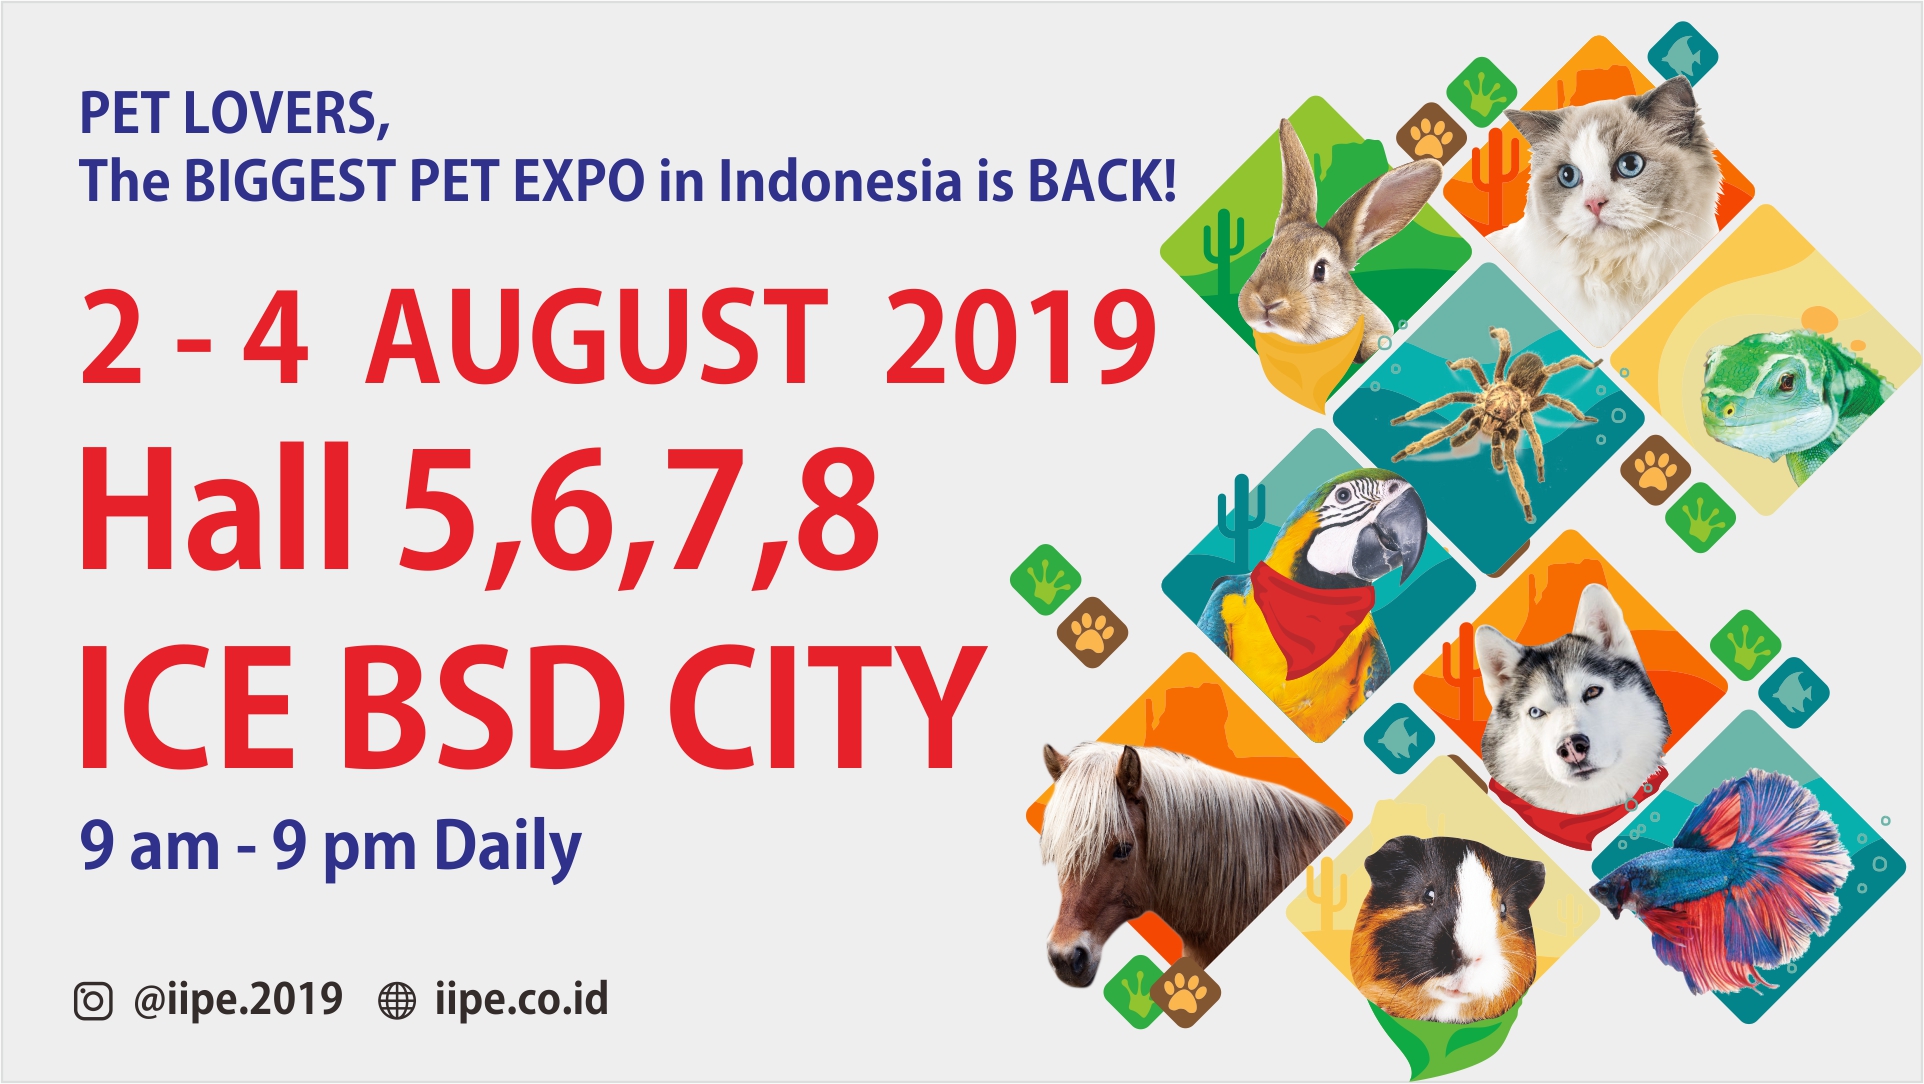 PET LOVERS,
The BIGGEST PET EXPO in Indonesia is BACK!
2 - 4 AUGUST 2019
Hall 5,6,7,8
ICE BSD CITY
9 am - 9 pm Daily
@iipe.2019 iipe.co.id